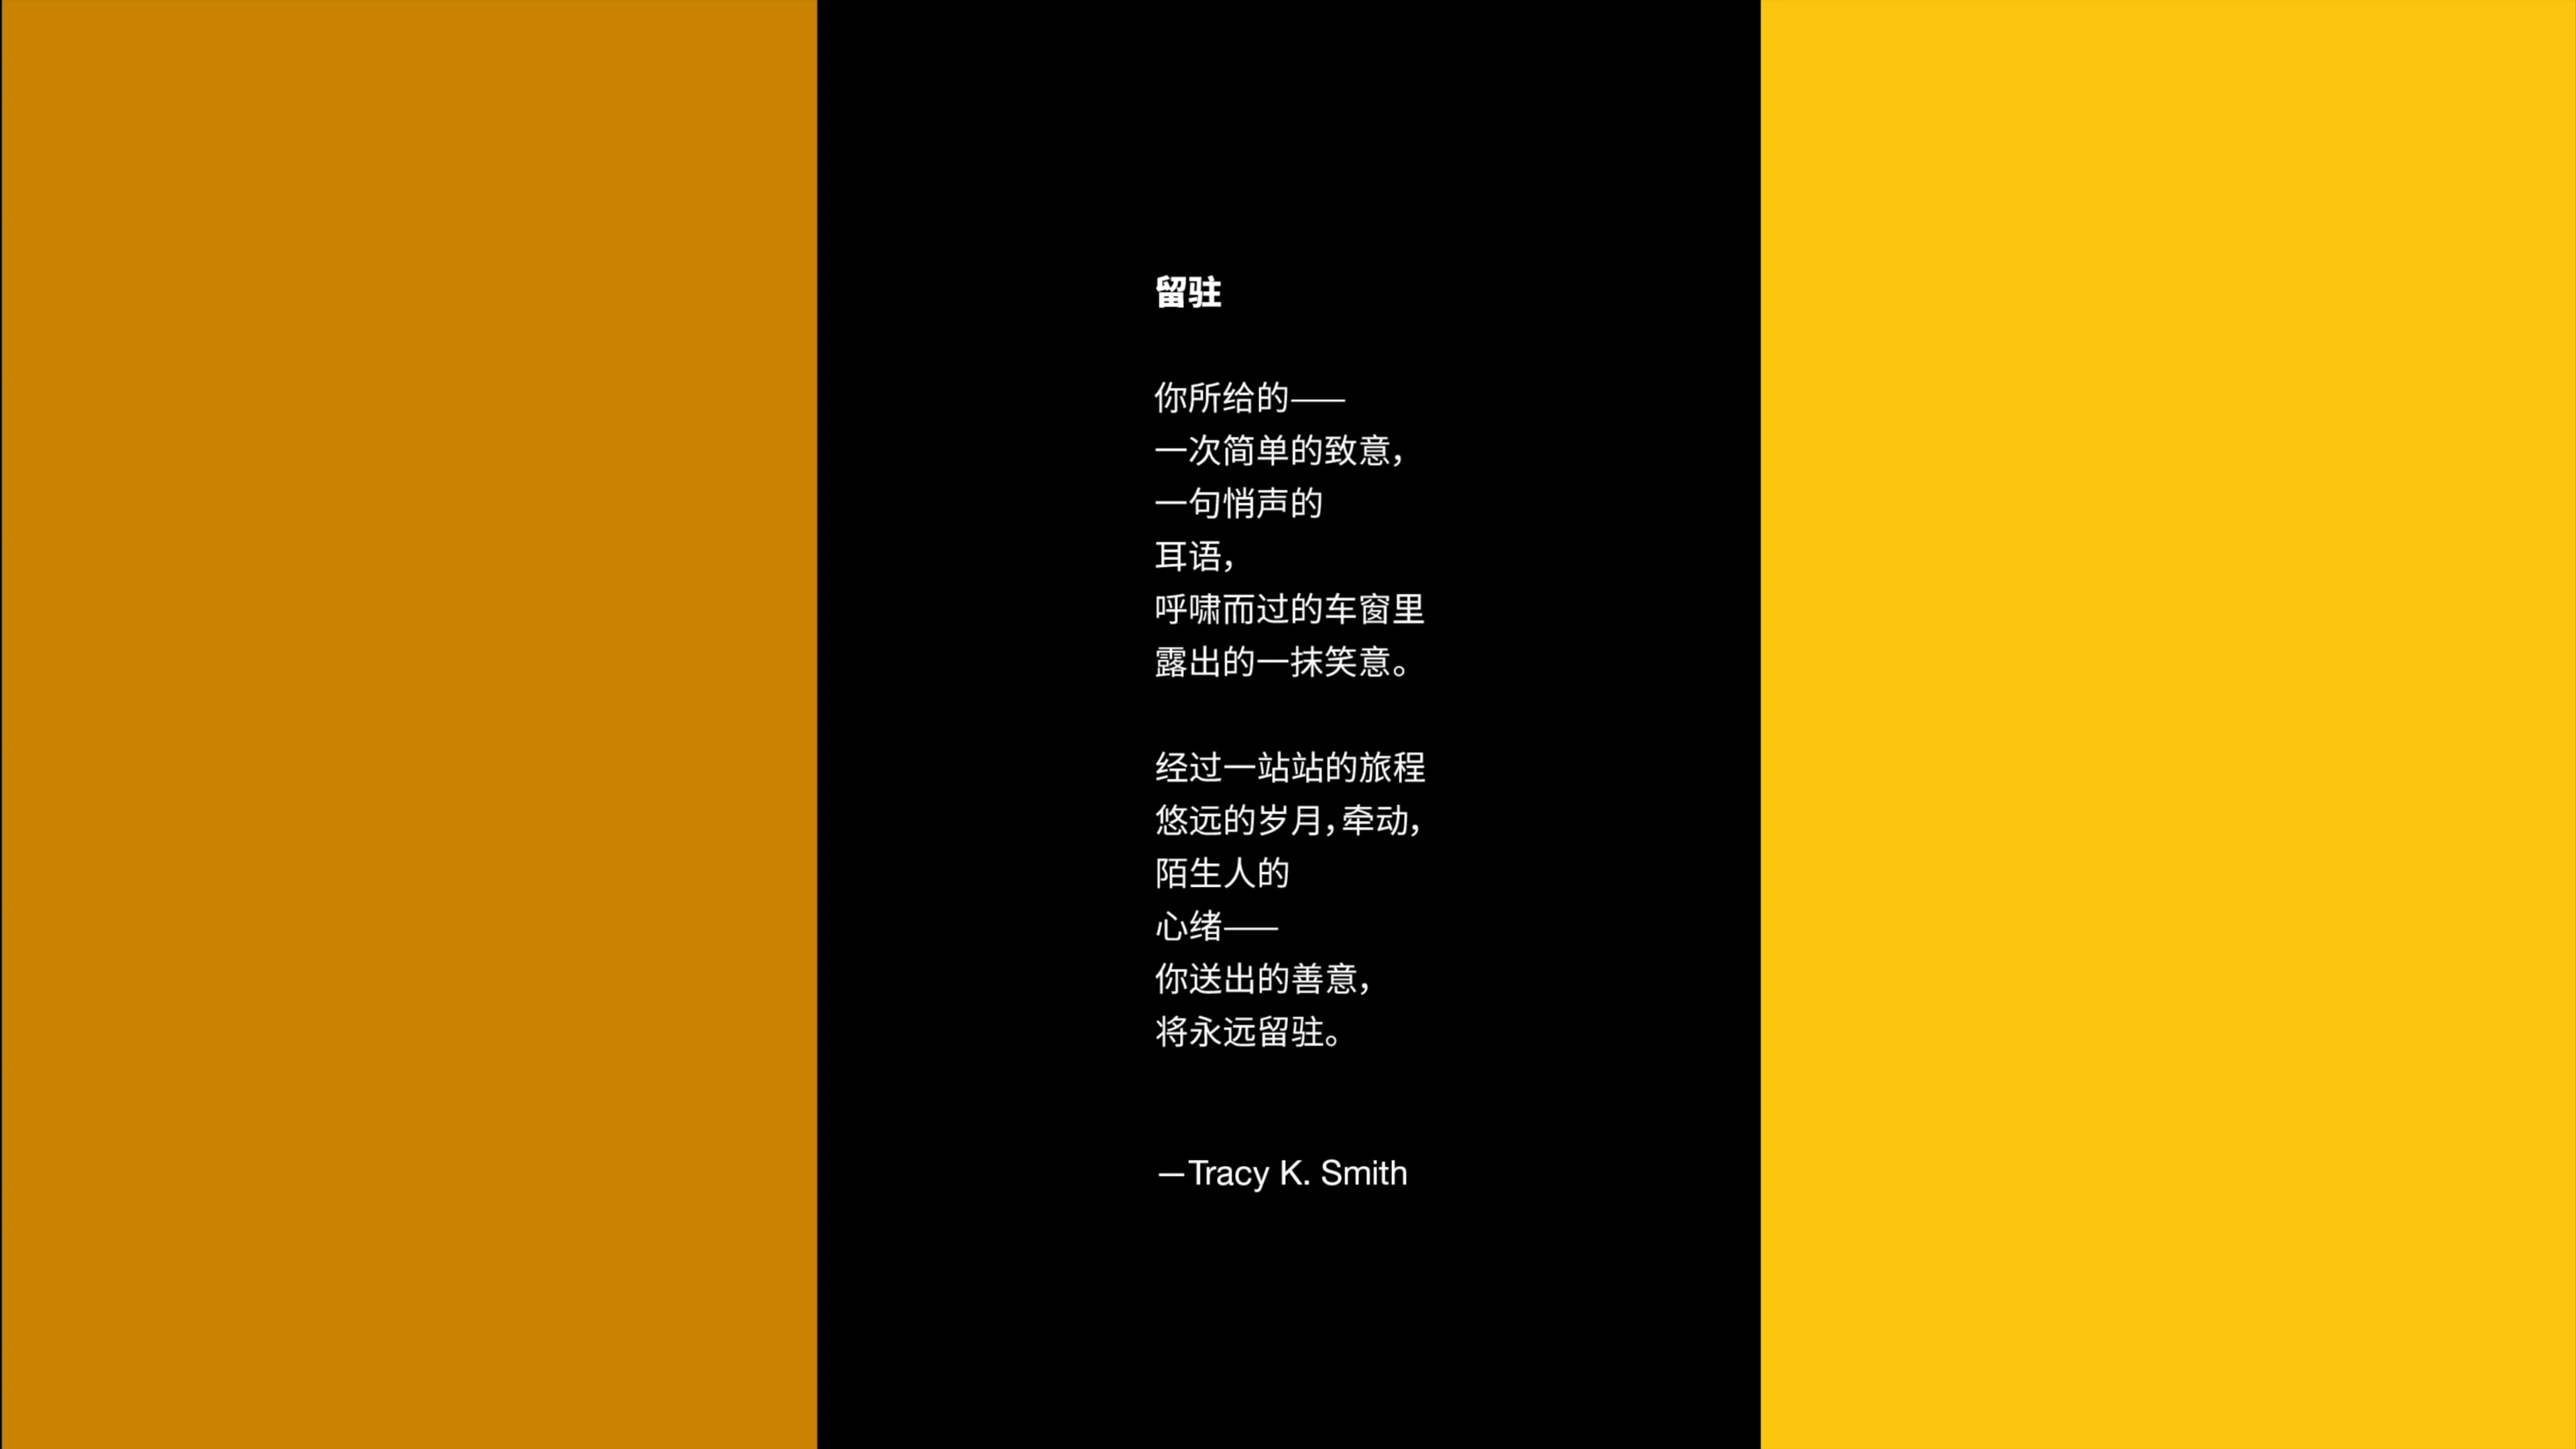 留驻
你所给的——
一次简单的致意，
一句悄声的
耳语，
呼啸而过的车窗里
露出的一抹笑意。
经过一站站的旅程
悠远的岁月，牵动，
陌生人的
心绪——
你送出的善意，
将永远留驻。
—Tracy K. Smith